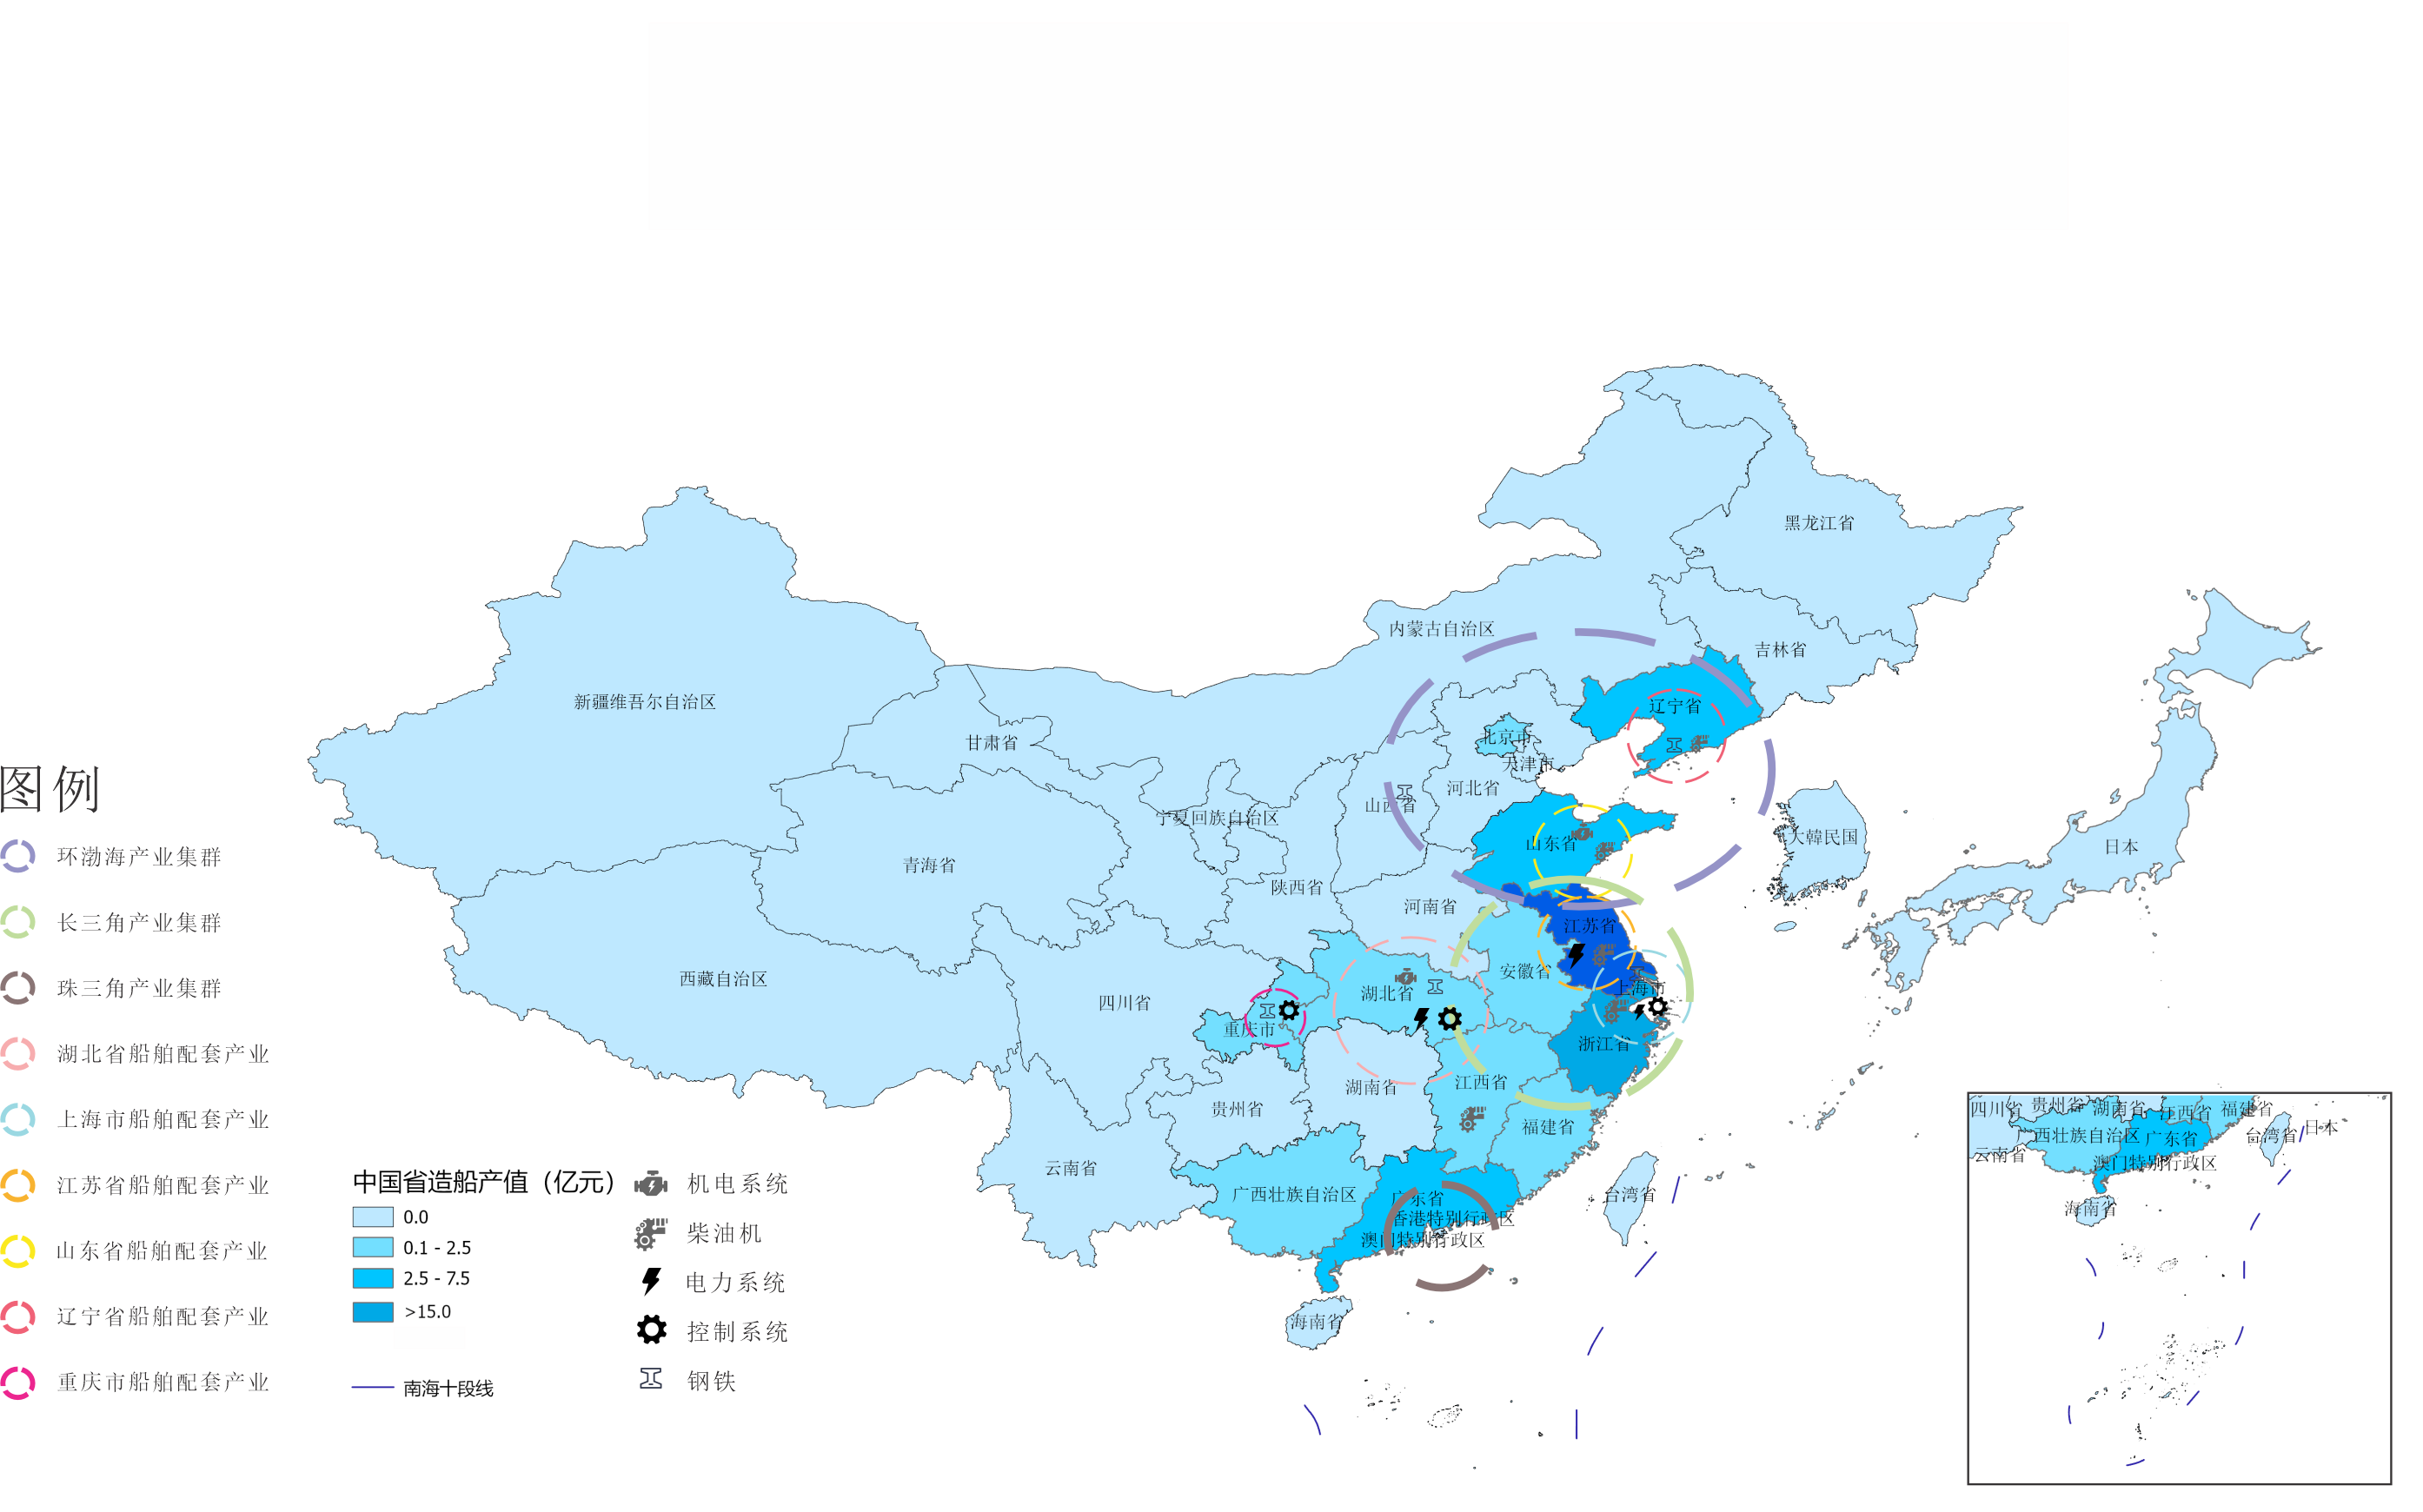 黑龙江省
内蒙古自治区
吉林省
新疆维吾尔自治区
辽宁省
甘肃省
北京市
天津市
河北省
山西省
宁夏回族自治区
大韓民国
山东省
日本
青海省
陕西省
河南省
江苏省
安徽省
西藏自治区
四川省
湖北省
上海市
重庆市
浙江省
湖南省
江西省
贵州省
福建省
云南省
广西壮族自治区
广东省
台湾省
香港特别行政区
澳门特别行政区
海南省
图例
环渤海产业集群
长三角产业集群
珠三角产业集群
湖北省船舶配套产业
上海市船舶配套产业
江苏省船舶配套产业
山东省船舶配套产业
辽宁省船舶配套产业
重庆市船舶配套产业
中国省造船产值（亿元）
0.0
0.1 - 2.5
2.5 - 7.5
>15.0
南海十段线
机电系统
柴油机
电力系统
控制系统
钢铁
四川省
贵州省
湖南省
江西省
福建省
台湾省
日本
广西壮族自治区
广东省
云南省
澳门特别行政区
海南省